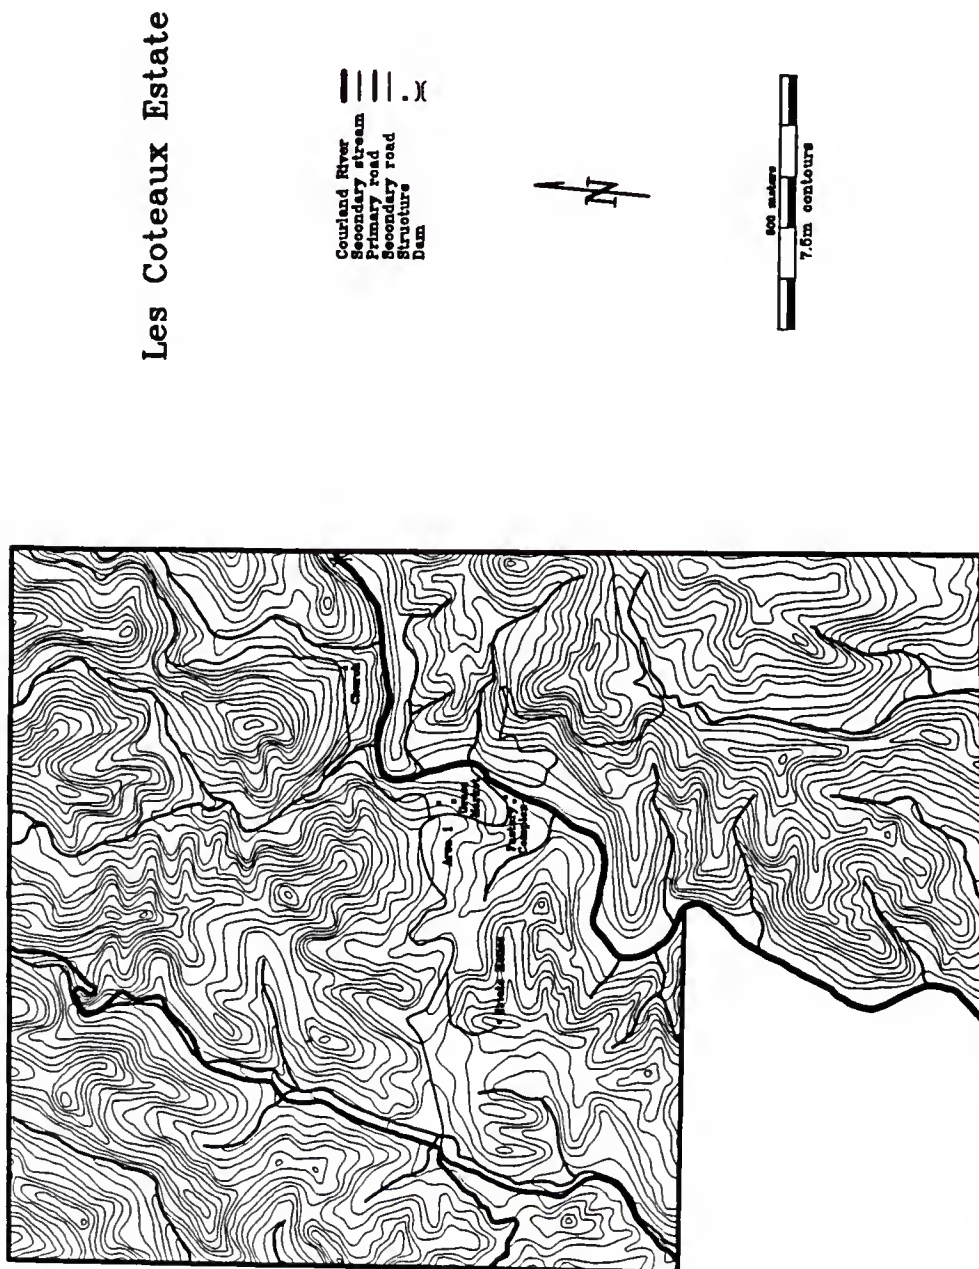 Les Coteaux Estate
Courland River
Secondary stream
Primary road
Secondary road
Structure
Dam
N
500 meters
7.5m contours
Church
Area 1
Factory
Complex
House